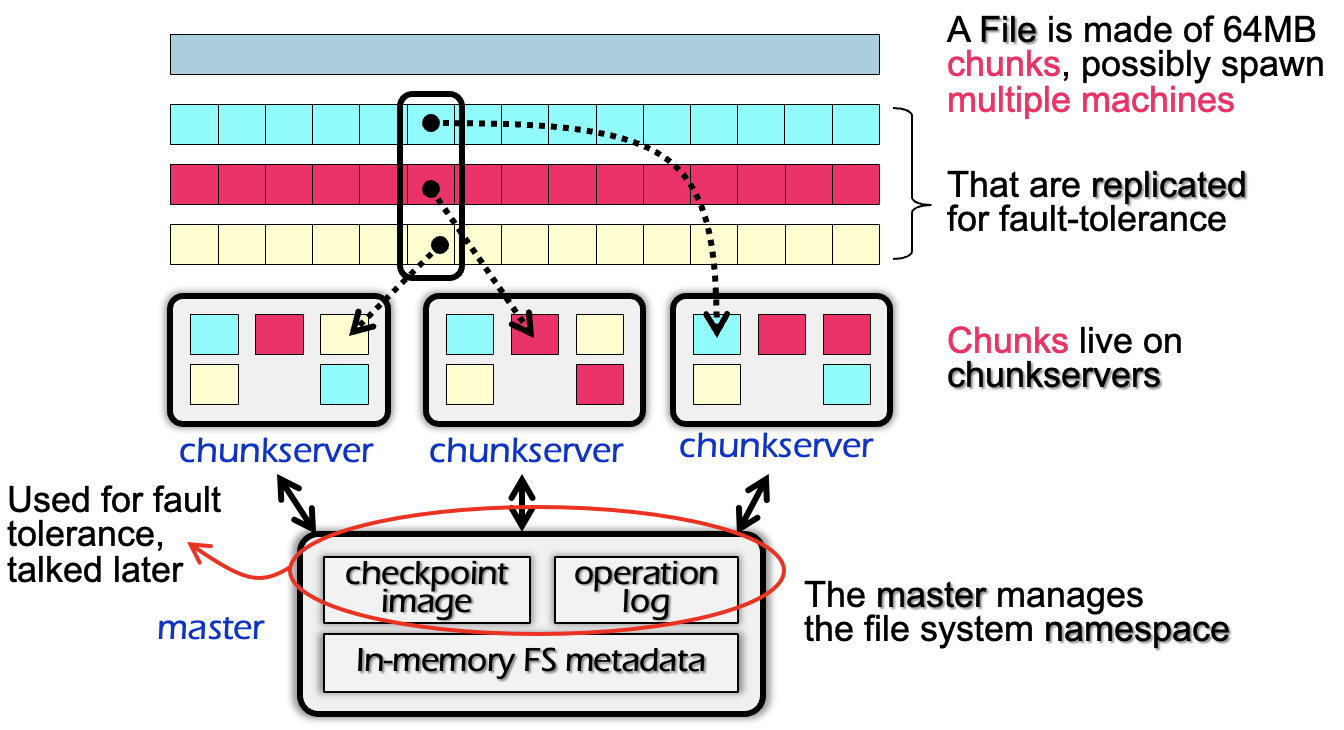 A File is made of 64MB
chunks, possibly spawn
multiple machines
That are replicated
for fault-tolerance
Chunks live on
chunkservers
chunkserver
chunkserver
chunkserver
Used for fault
tolerance,
talked later
checkpoint
image
operation
log
master
In-memory FS metadata
The master manages
the file system namespace